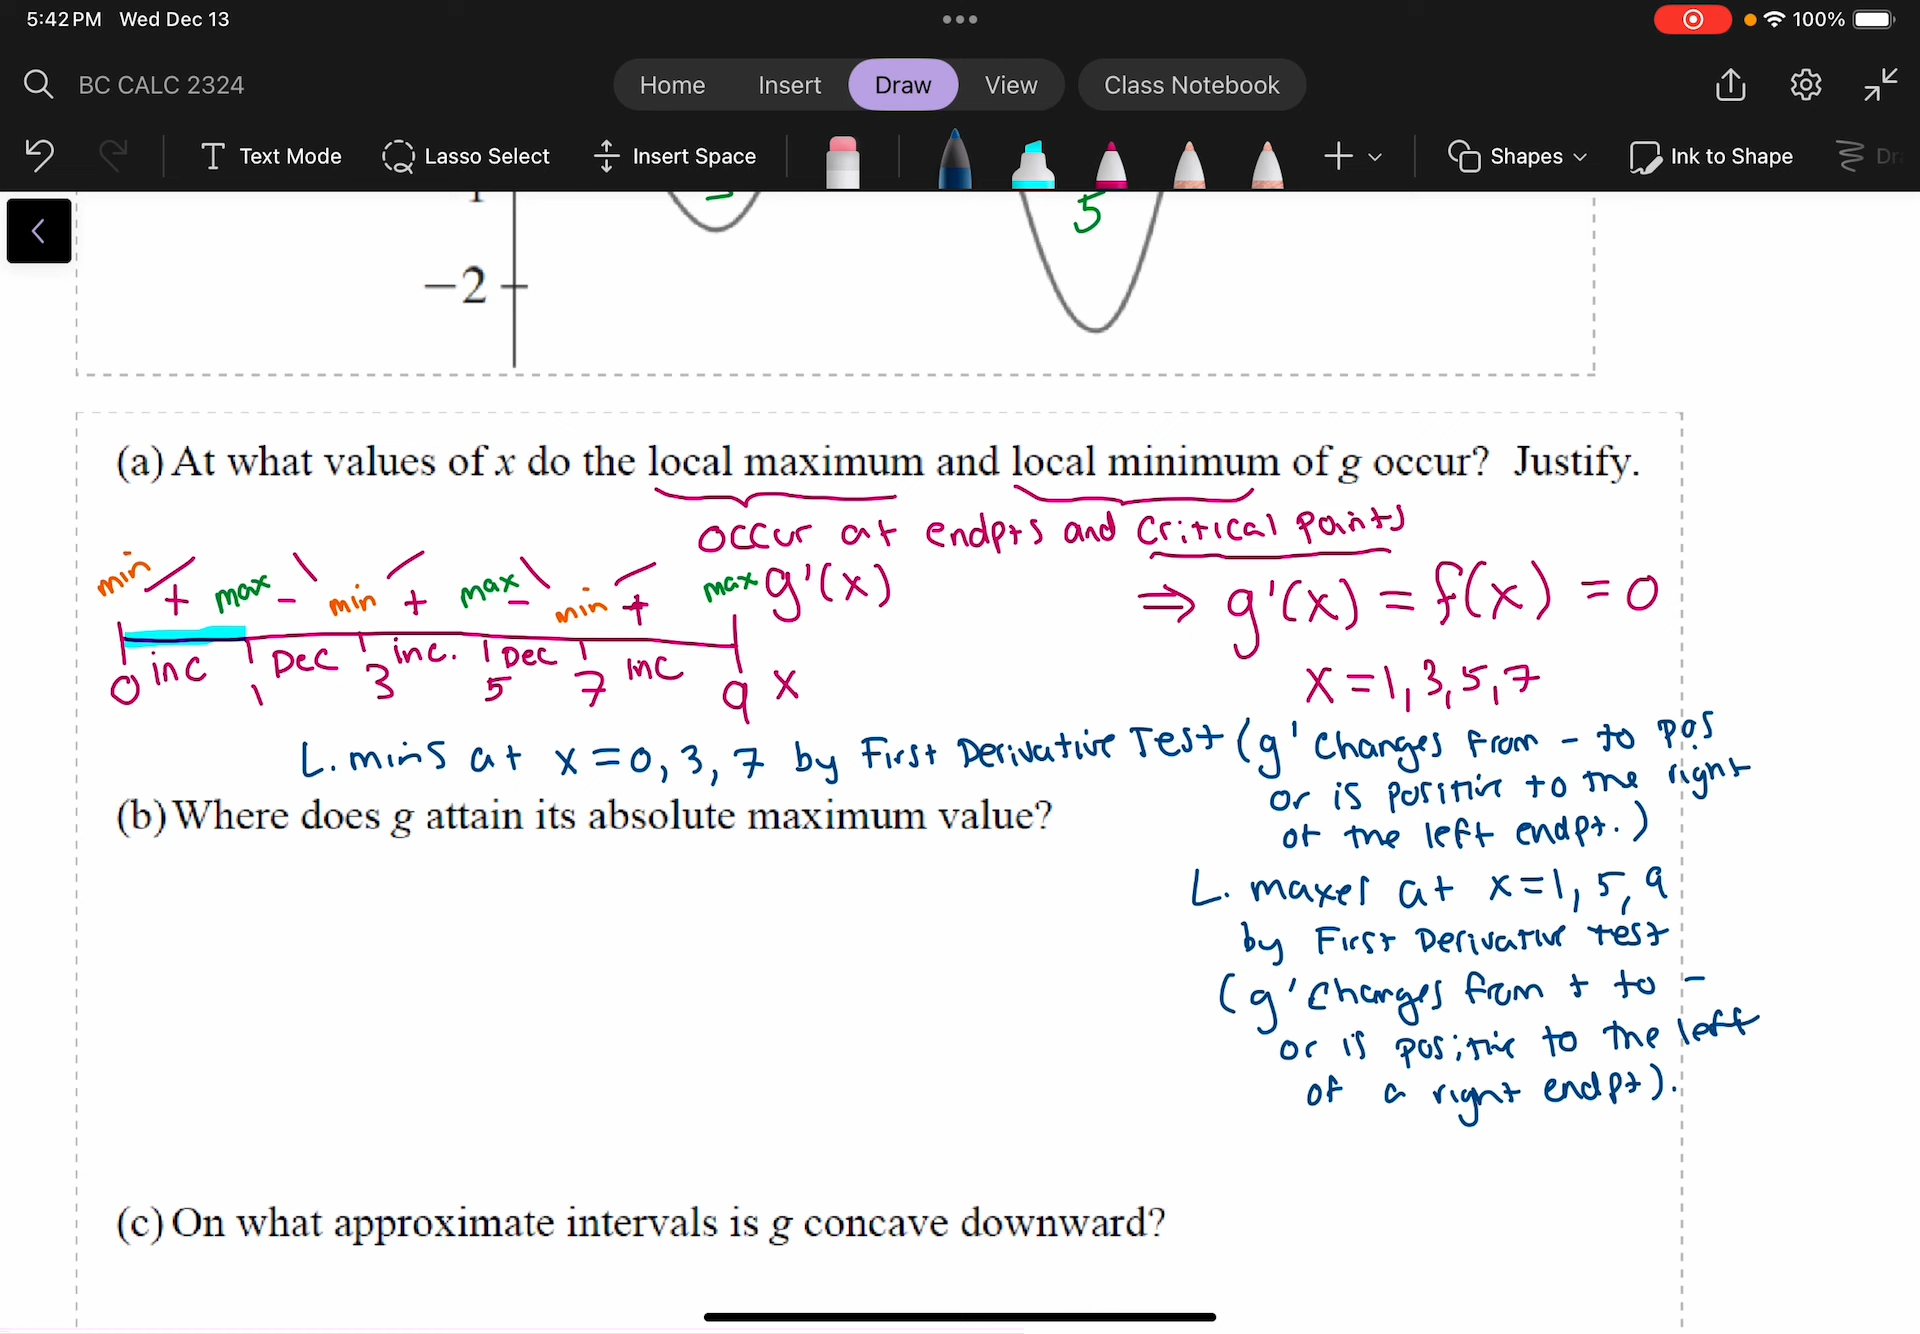 5:42 PM Wed Dec 13
100%
BC CALC 2324
Home Insert Draw View Class Notebook
Text Mode Lasso Select Insert Space Shapes Ink to Shape
5
−2
(a) At what values of x do the local maximum and local minimum of g occur? Justify.
occur at endpts and critical points
min + max - min + max - min + max g'(x)
⇒ g'(x) = f(x) = 0
inc Dec inc. Dec inc
0 1 3 5 7 9 x
x = 1, 3, 5, 7
L. mins at x = 0, 3, 7 by First Derivative Test (g' changes from - to pos
or is positive to the right
of the left endpt.)
(b) Where does g attain its absolute maximum value?
L. maxes at x = 1, 5, 9
by First Derivative test
(g' changes from + to -
or is positive to the left
of a right endpt).
(c) On what approximate intervals is g concave downward?